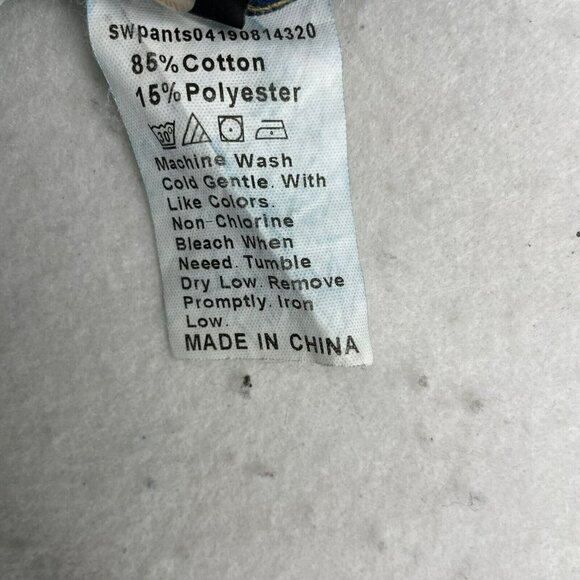 swpants04190814320
85%Cotton
15%Polyester
30°
Machine Wash
Cold Gentle. With
Like Colors.
Non-Chlorine
Bleach When
Neeed. Tumble
Dry Low. Remove
Promptly. Iron
Low.
MADE IN CHINA